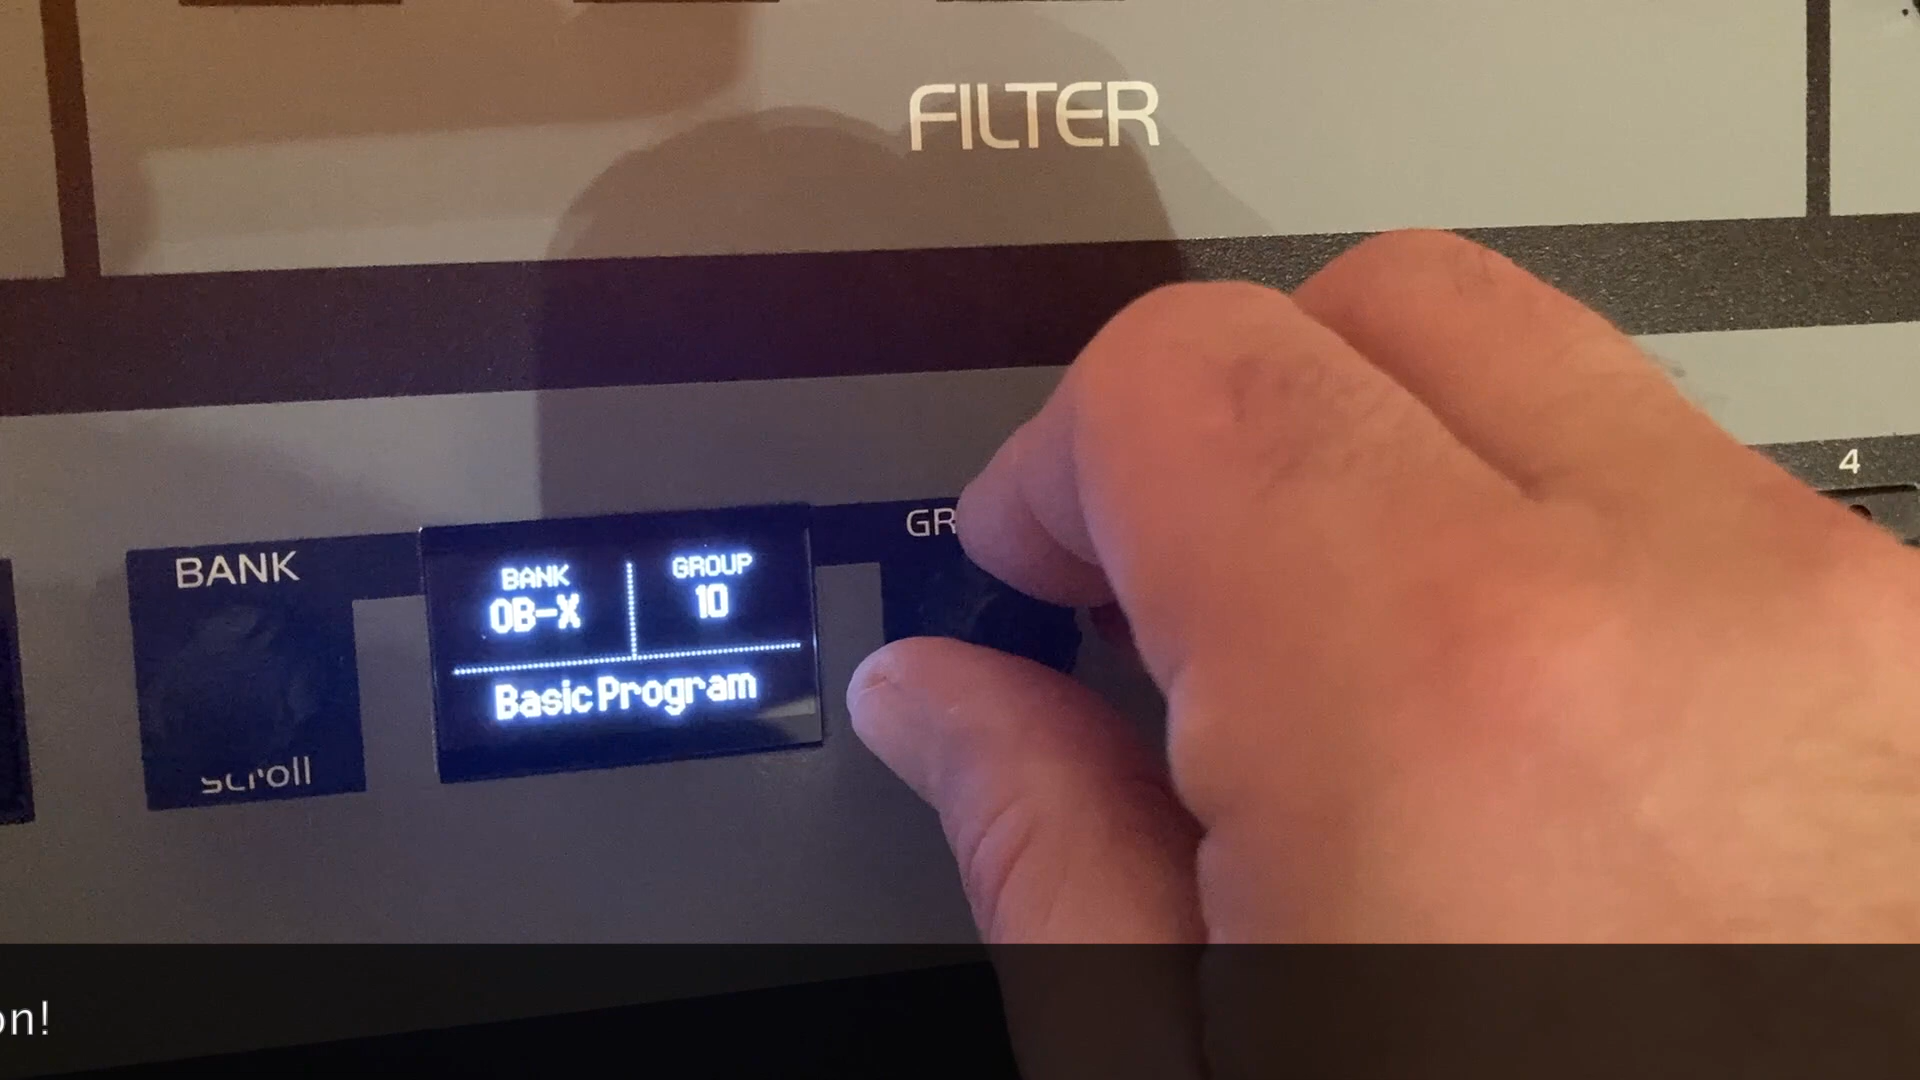 FILTER
4
GR
BANK
BANK
OB-X
GROUP
10
Basic Program
scroll
on!